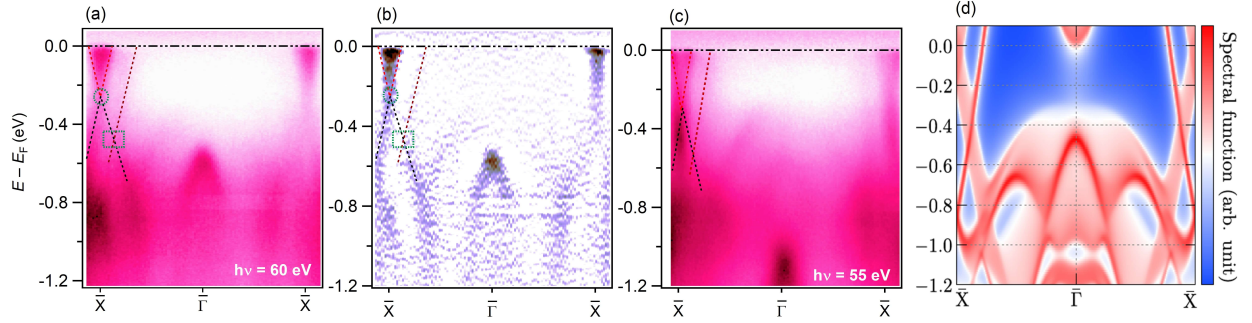 (a)
(b)
(c)
(d)
E − E_F (eV)
0.0
-0.4
-0.8
-1.2
hν = 60 eV
X̄
Γ̄
X̄
0.0
-0.4
-0.8
-1.2
X̄
Γ̄
X̄
0.0
-0.4
-0.8
-1.2
hν = 55 eV
X̄
Γ̄
X̄
0.0
−0.2
−0.4
−0.6
−0.8
−1.0
−1.2
X̄
Γ̄
X̄
Spectral function (arb. unit)